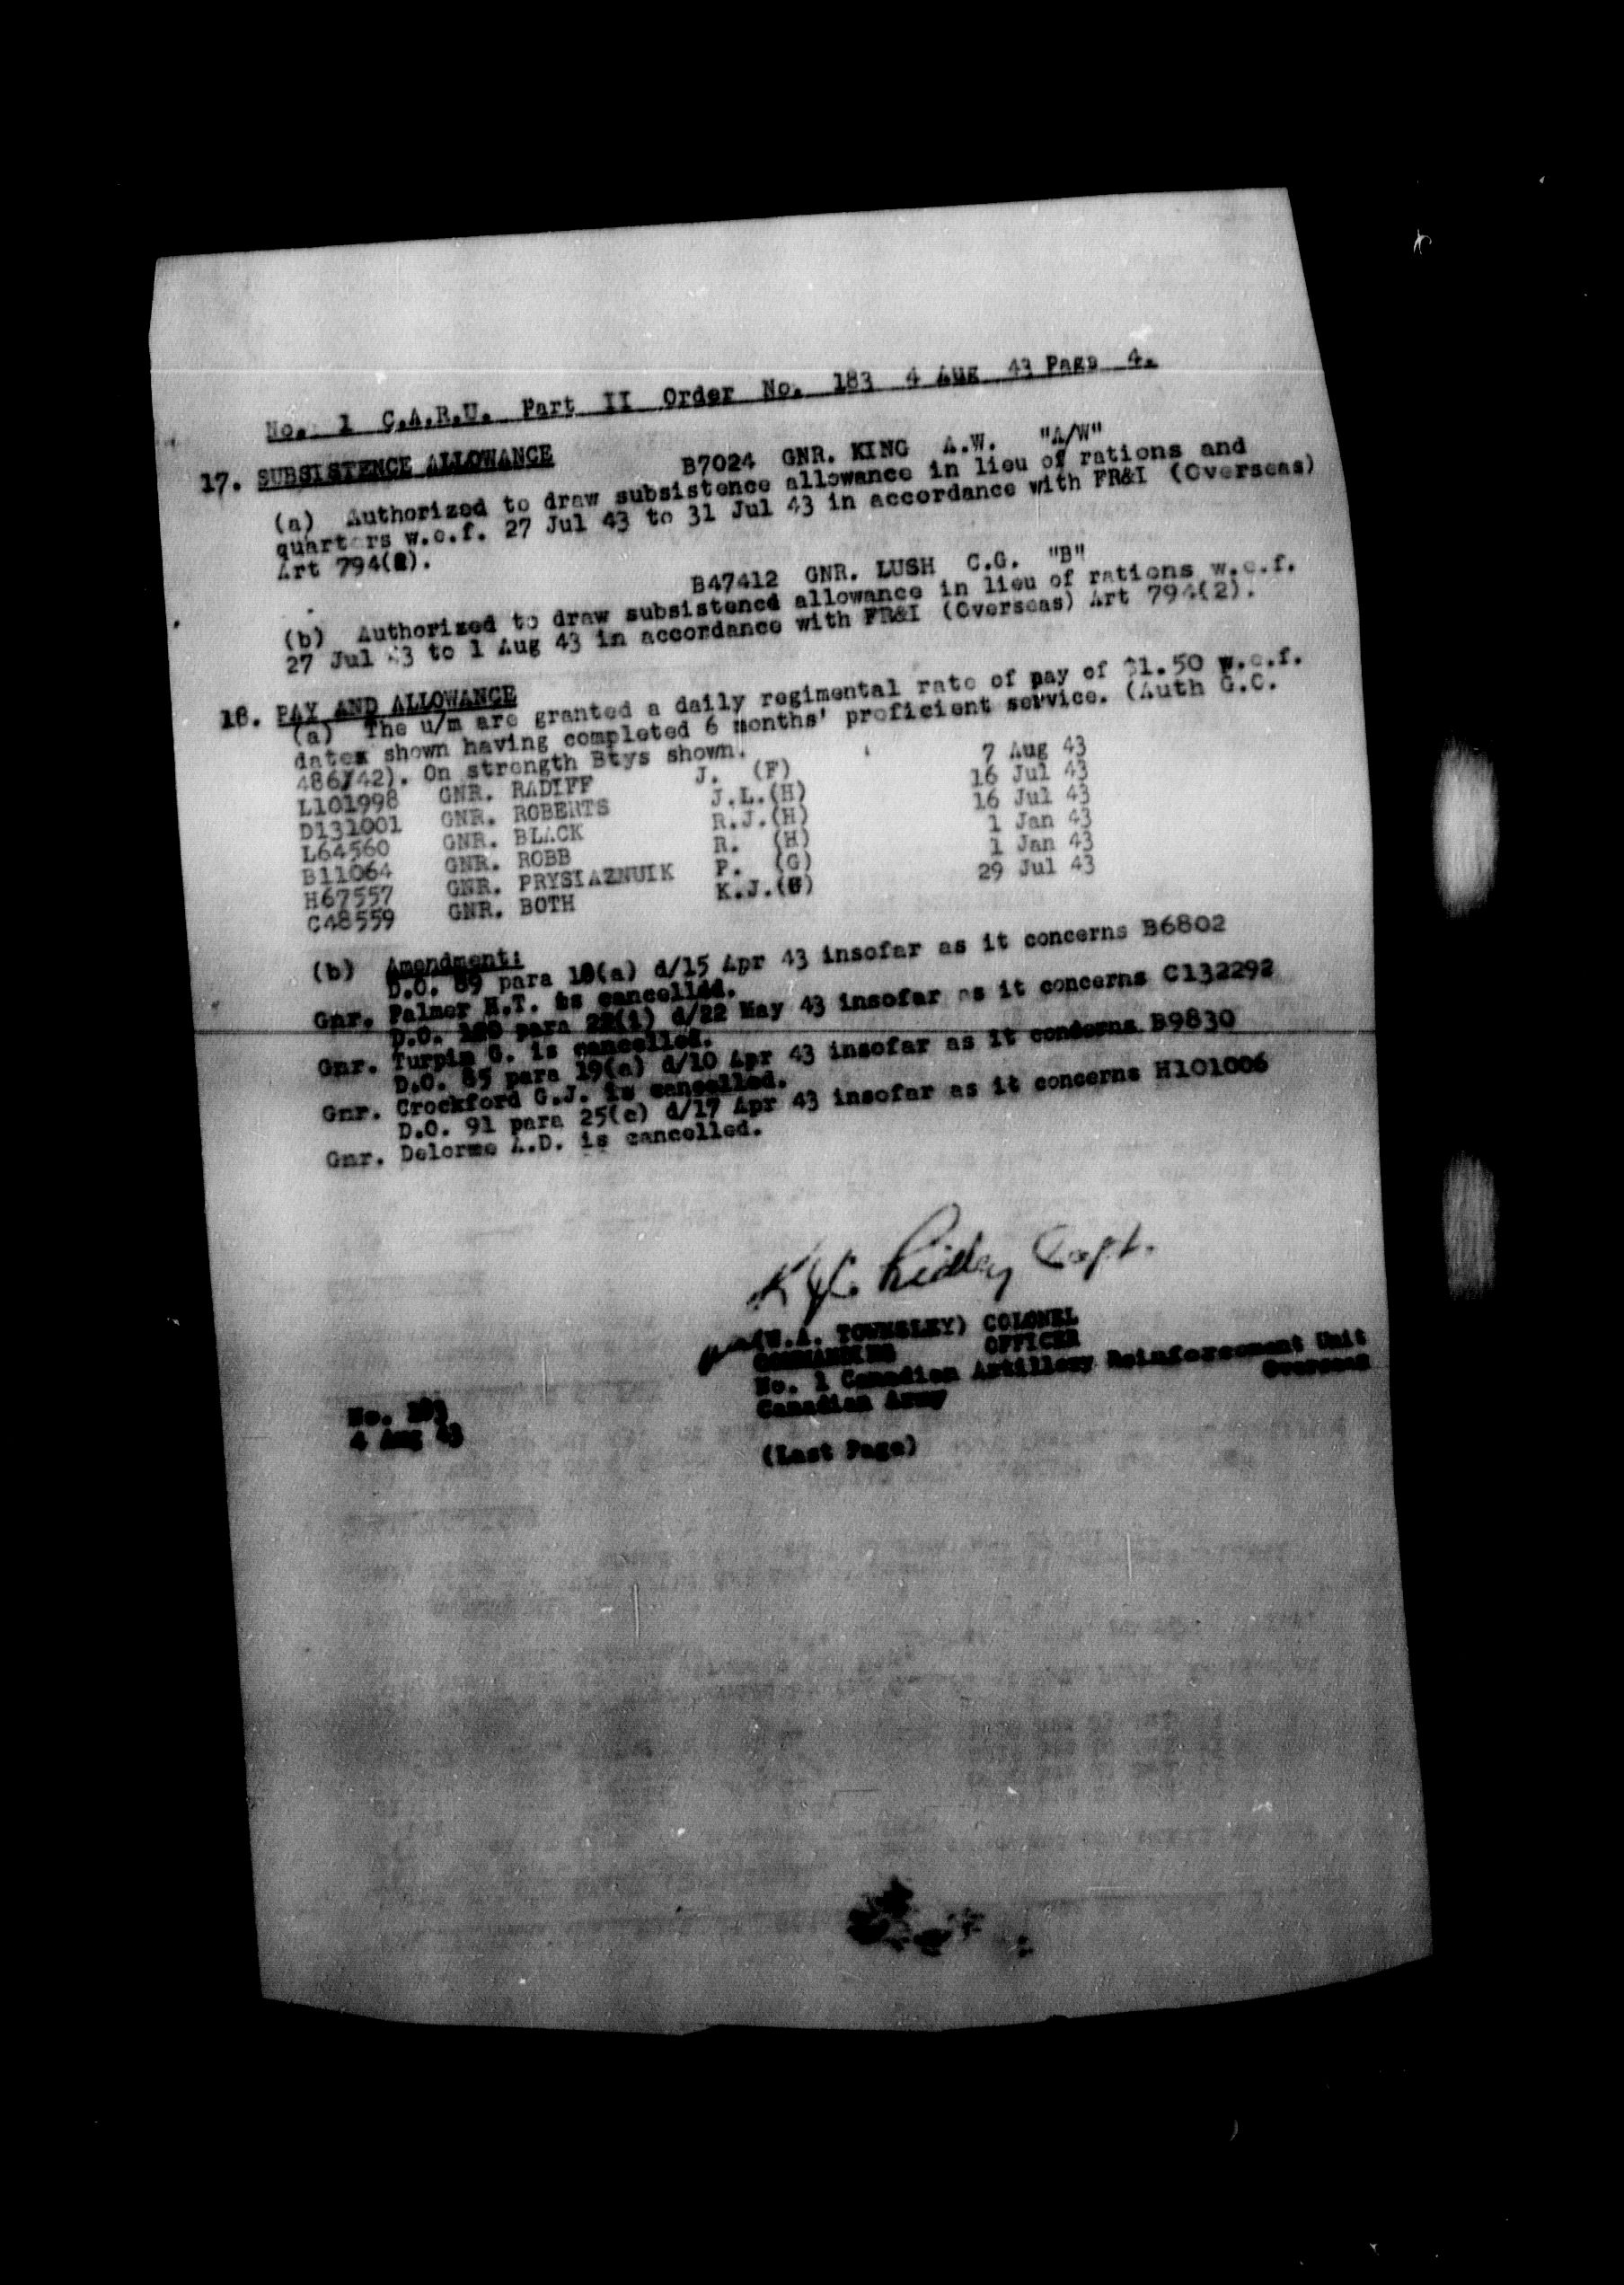 No. 1 C.A.R.U. Part II Order No. 183 4 Aug 43 Page 4.
17. SUBSISTENCE ALLOWANCE
B7024 GNR. KING A.W. "A/W"
(a) Authorized to draw subsistence allowance in lieu of rations and
quarters w.e.f. 27 Jul 43 to 31 Jul 43 in accordance with FR&I (Overseas)
Art 794(2).
B47412 GNR. LUSH C.G. "B"
(b) Authorized to draw subsistence allowance in lieu of rations w.e.f.
27 Jul 43 to 1 Aug 43 in accordance with FR&I (Overseas) Art 794(2).
18. PAY AND ALLOWANCE
(a) The u/m are granted a daily regimental rate of pay of $1.50 w.e.f.
dates shown having completed 6 months' proficient service. (Auth G.O.
486/42). On strength Btys shown.
L101998 GNR. RADIFF J. (F) 7 Aug 43
D131001 GNR. ROBERTS J.L.(H) 16 Jul 43
L64560 GNR. BLACK R.J.(H) 16 Jul 43
B11064 GNR. ROBB R. (H) 1 Jan 43
H67557 GNR. PRYSIAZNUIK P. (G) 1 Jan 43
C48559 GNR. BOTH K.J.(G) 29 Jul 43
(b) Amendment:
D.O. 89 para 18(a) d/15 Apr 43 insofar as it concerns B6802
Gnr. Palmer H.T. is cancelled.
D.O. 120 para 22(i) d/22 May 43 insofar as it concerns C132292
Gnr. Turpin G. is cancelled.
D.O. 85 para 19(a) d/10 Apr 43 insofar as it concerns B9830
Gnr. Crockford G.J. is cancelled.
D.O. 91 para 25(c) d/17 Apr 43 insofar as it concerns H101006
Gnr. Delorme A.D. is cancelled.
Ridley Capt.
(W.A. TOWNSLEY) COLONEL
COMMANDING OFFICER
No. 1 Canadian Artillery Reinforcement Unit
Canadian Army Overseas
No. 183
4 Aug 43
(Last Page)